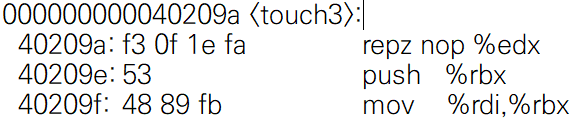 000000000040209a <touch3>:
40209a: f3 0f 1e fa repz nop %edx
40209e: 53 push %rbx
40209f: 48 89 fb mov %rdi,%rbx